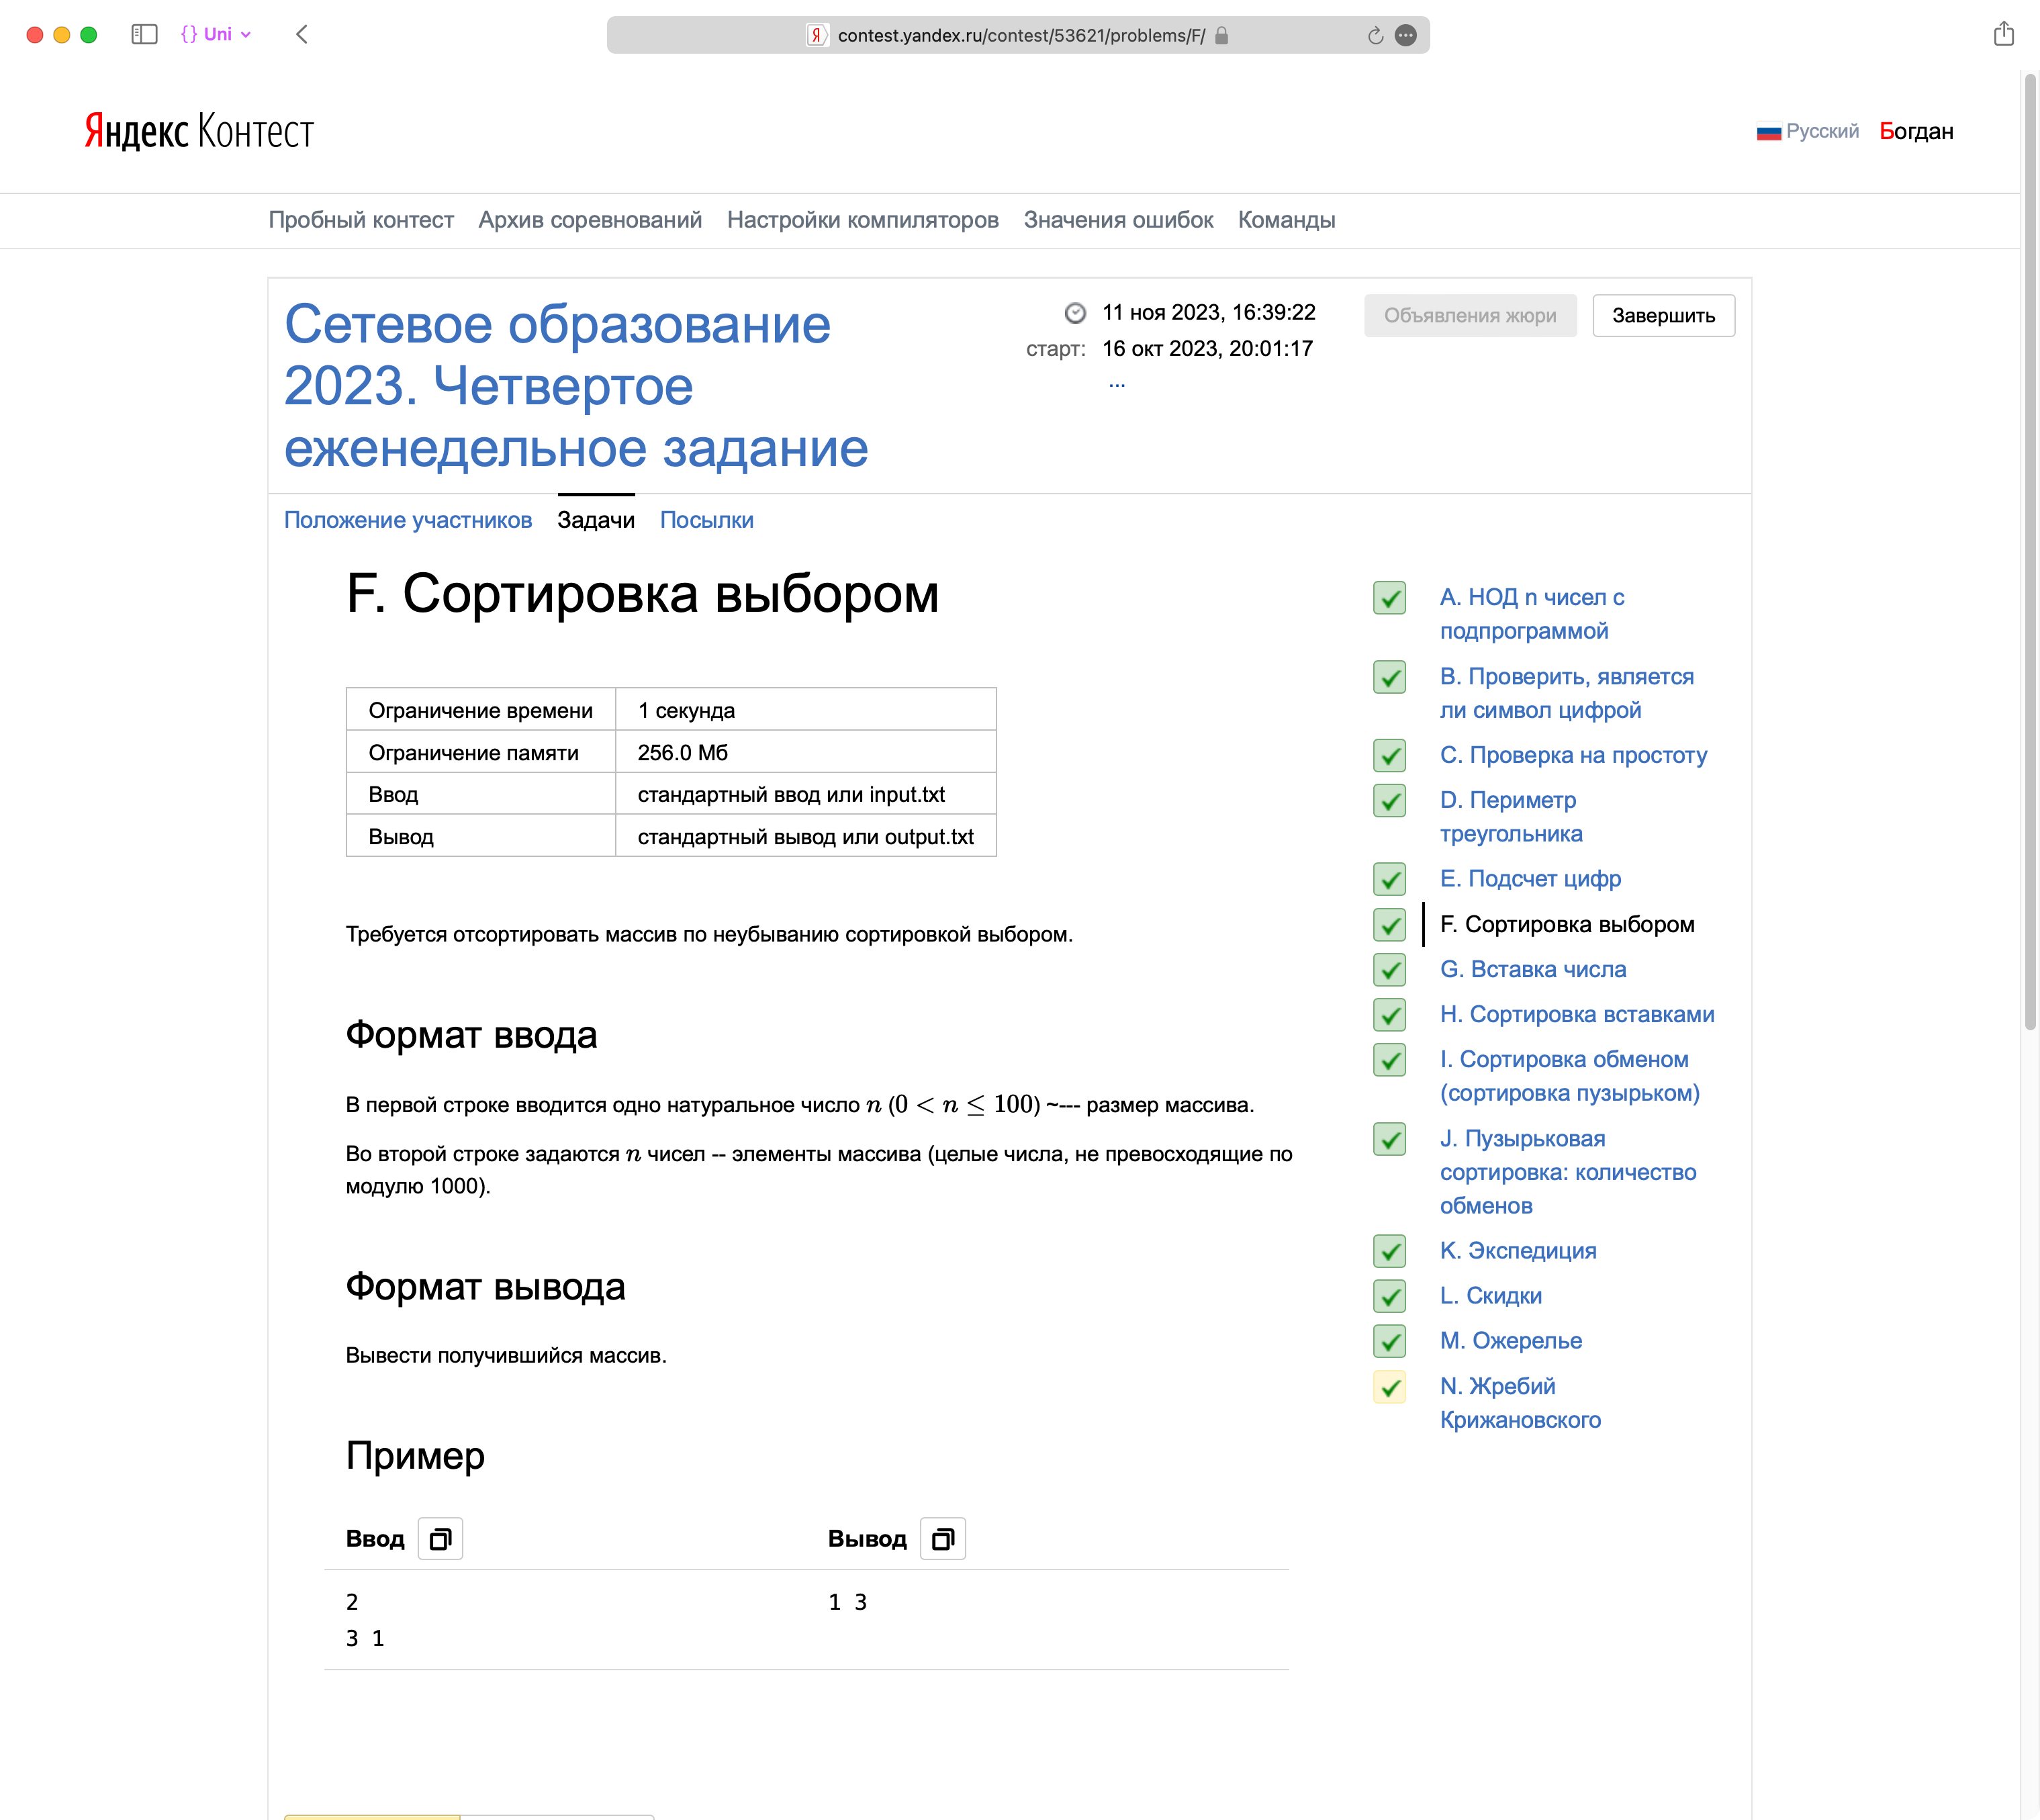 {} Uni
contest.yandex.ru/contest/53621/problems/F/
Яндекс Контест
Русский Богдан
Пробный контест Архив соревнований Настройки компиляторов Значения ошибок Команды
Сетевое образование
2023. Четвертое
еженедельное задание
11 ноя 2023, 16:39:22
старт: 16 окт 2023, 20:01:17
...
Объявления жюри
Завершить
Положение участников Задачи Посылки
F. Сортировка выбором
Ограничение времени 1 секунда
Ограничение памяти 256.0 Мб
Ввод стандартный ввод или input.txt
Вывод стандартный вывод или output.txt
Требуется отсортировать массив по неубыванию сортировкой выбором.
Формат ввода
В первой строке вводится одно натуральное число n (0 < n ≤ 100) ~--- размер массива.
Во второй строке задаются n чисел -- элементы массива (целые числа, не превосходящие по
модулю 1000).
Формат вывода
Вывести получившийся массив.
Пример
Ввод Вывод
2 1 3
3 1
A. НОД n чисел с
подпрограммой
B. Проверить, является
ли символ цифрой
C. Проверка на простоту
D. Периметр
треугольника
E. Подсчет цифр
F. Сортировка выбором
G. Вставка числа
H. Сортировка вставками
I. Сортировка обменом
(сортировка пузырьком)
J. Пузырьковая
сортировка: количество
обменов
K. Экспедиция
L. Скидки
M. Ожерелье
N. Жребий
Крижановского